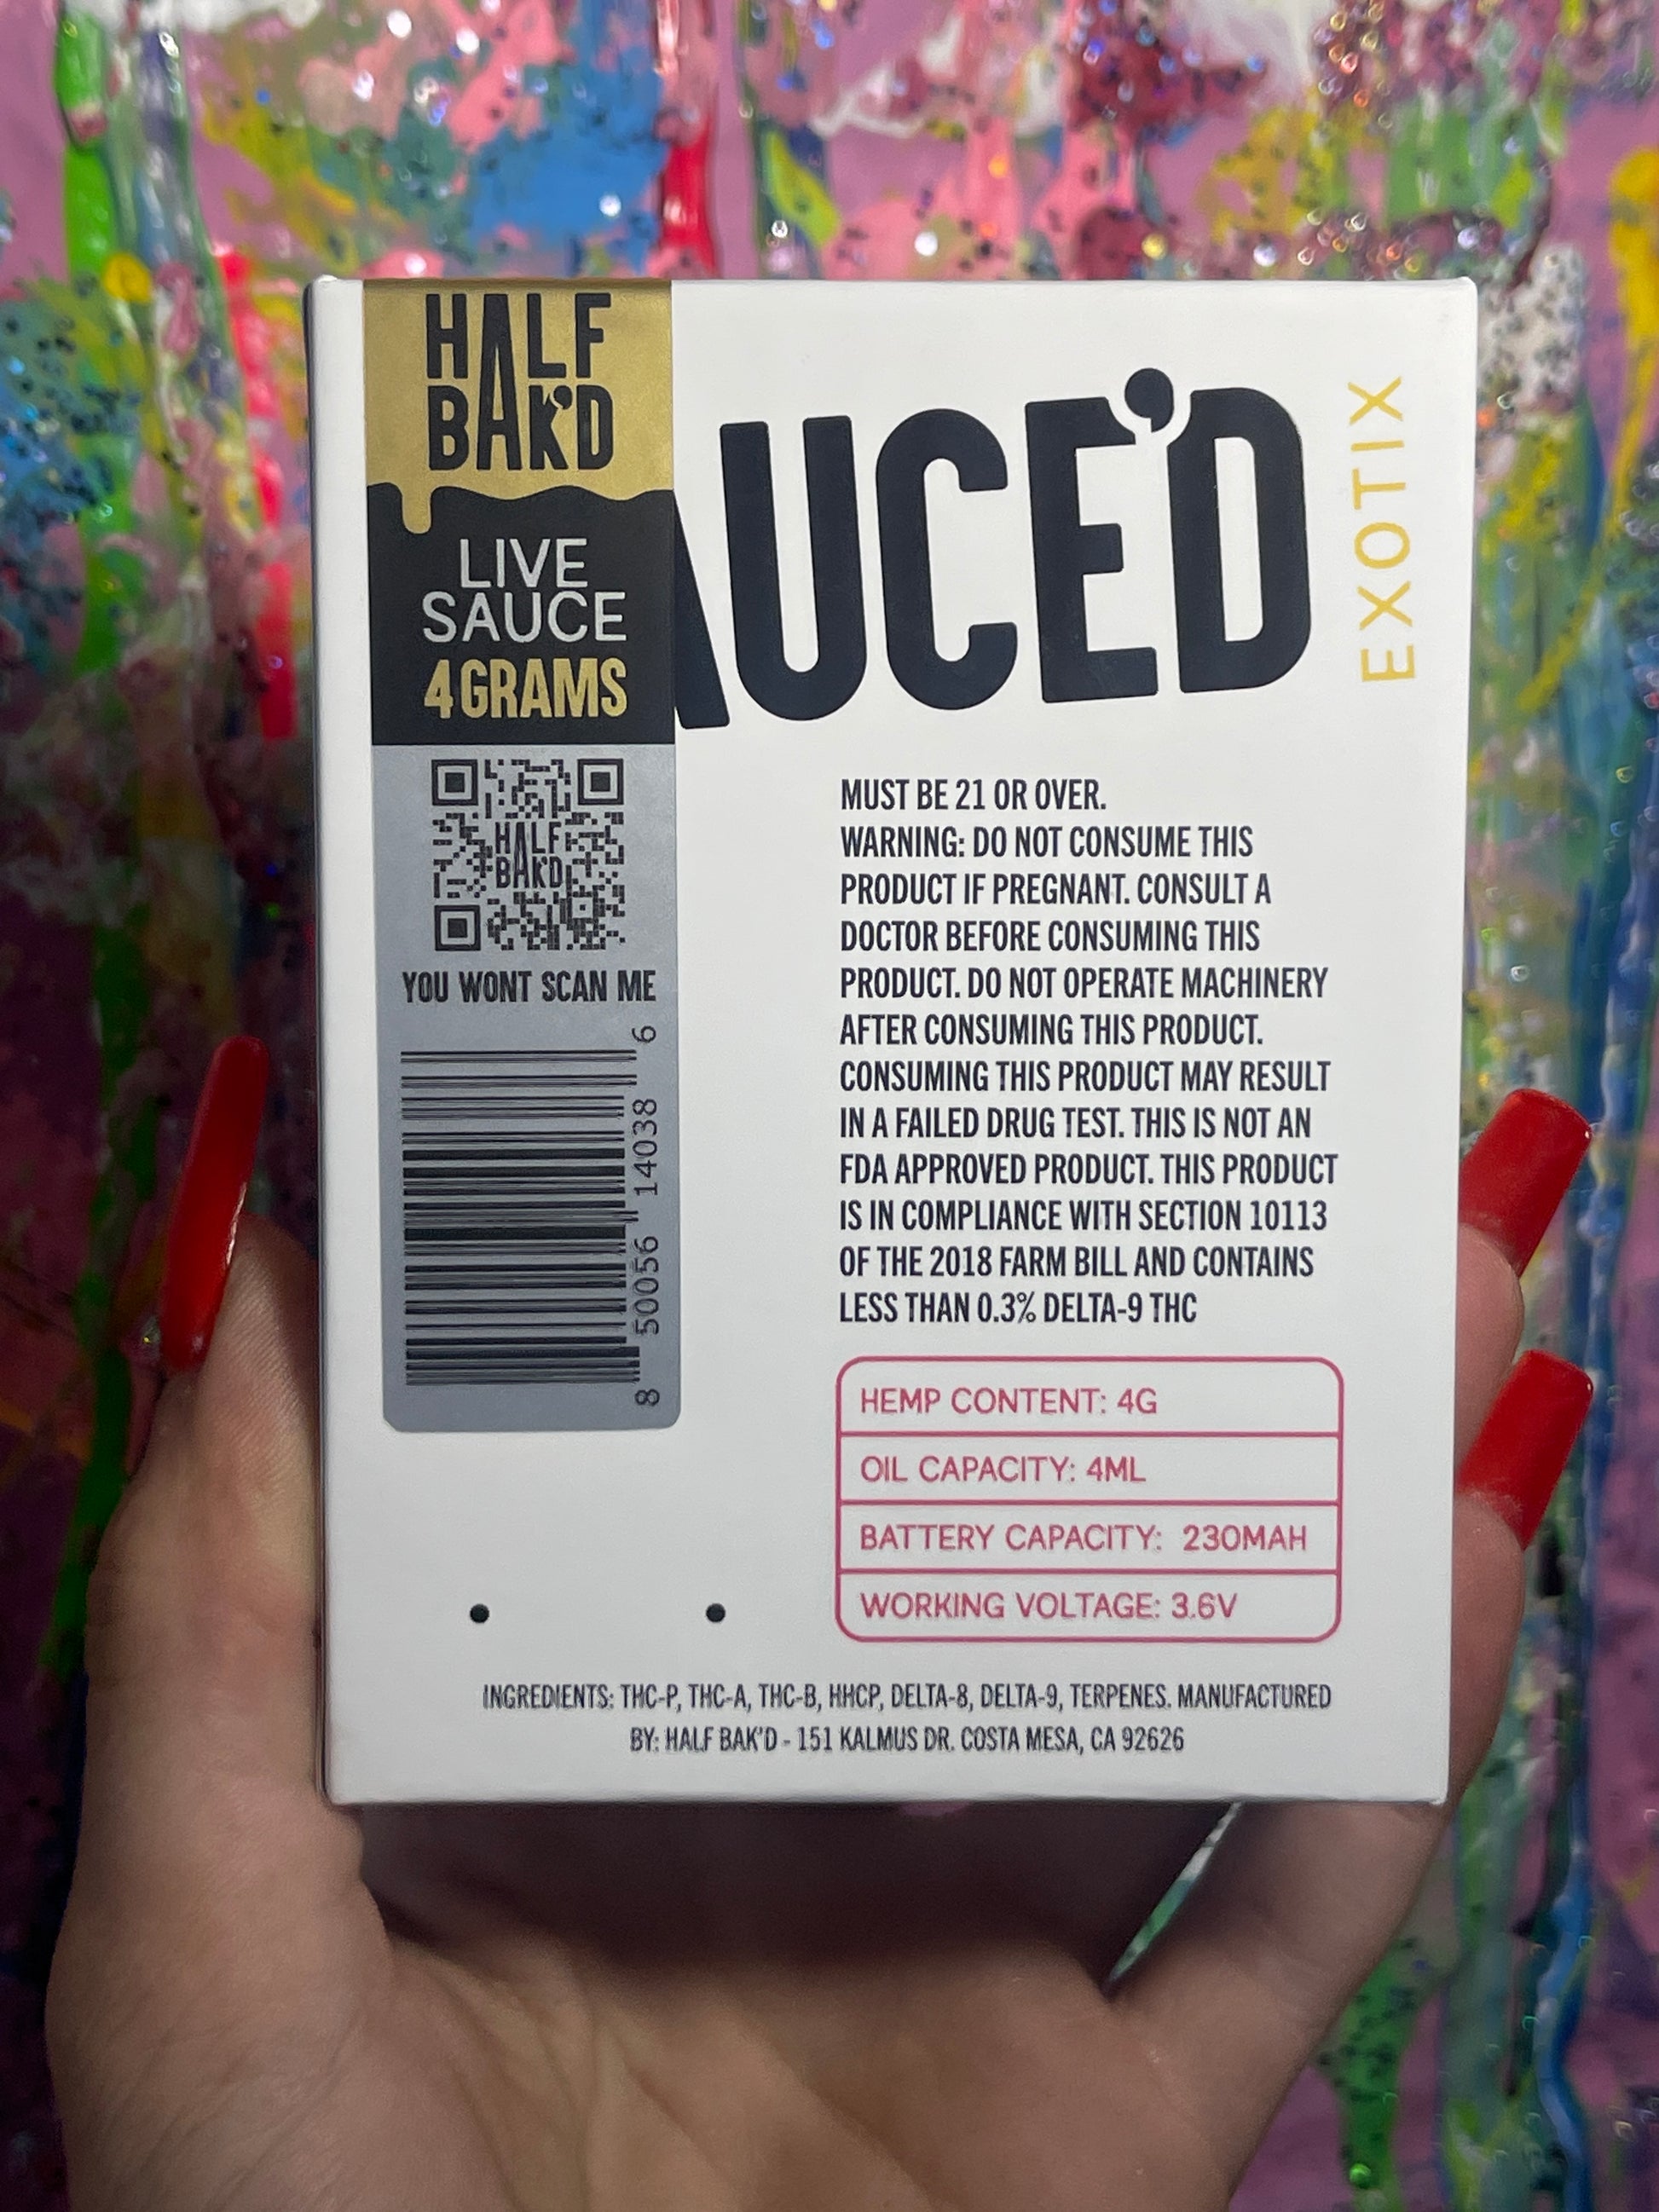 HALF
BAK'D
LIVE
SAUCE
4 GRAMS
HALF
BAK'D
YOU WONT SCAN ME
8 50056 14038 6
AUCE'D
EXOTIX
MUST BE 21 OR OVER.
WARNING: DO NOT CONSUME THIS
PRODUCT IF PREGNANT. CONSULT A
DOCTOR BEFORE CONSUMING THIS
PRODUCT. DO NOT OPERATE MACHINERY
AFTER CONSUMING THIS PRODUCT.
CONSUMING THIS PRODUCT MAY RESULT
IN A FAILED DRUG TEST. THIS IS NOT AN
FDA APPROVED PRODUCT. THIS PRODUCT
IS IN COMPLIANCE WITH SECTION 10113
OF THE 2018 FARM BILL AND CONTAINS
LESS THAN 0.3% DELTA-9 THC
HEMP CONTENT: 4G
OIL CAPACITY: 4ML
BATTERY CAPACITY: 230MAH
WORKING VOLTAGE: 3.6V
INGREDIENTS: THC-P, THC-A, THC-B, HHCP, DELTA-8, DELTA-9, TERPENES. MANUFACTURED
BY: HALF BAK'D - 151 KALMUS DR. COSTA MESA, CA 92626